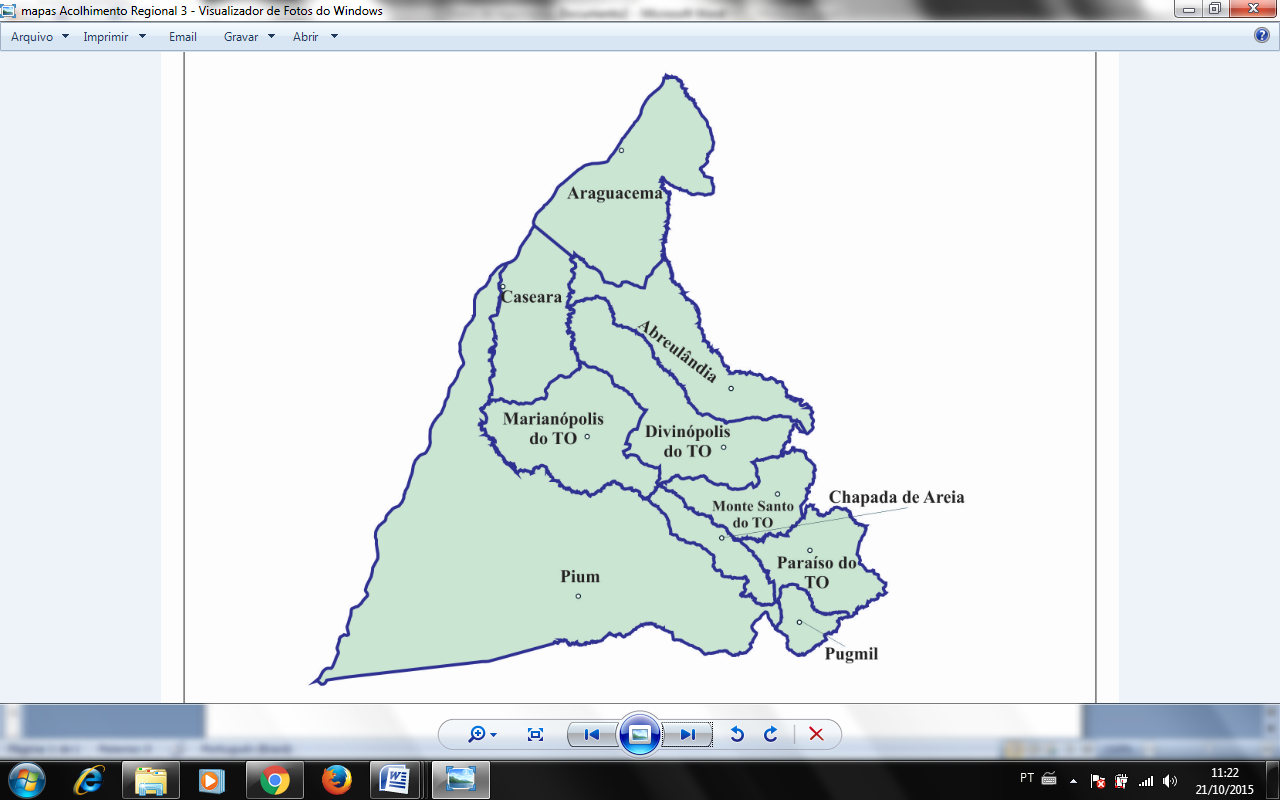 mapas Acolhimento Regional 3 - Visualizador de Fotos do Windows
Arquivo Imprimir Email Gravar Abrir
Araguacema
Caseara
Abreulândia
Marianópolis
do TO
Divinópolis
do TO
Chapada de Areia
Monte Santo
do TO
Paraíso do
TO
Pium
Pugmil
PT
11:22
21/10/2015